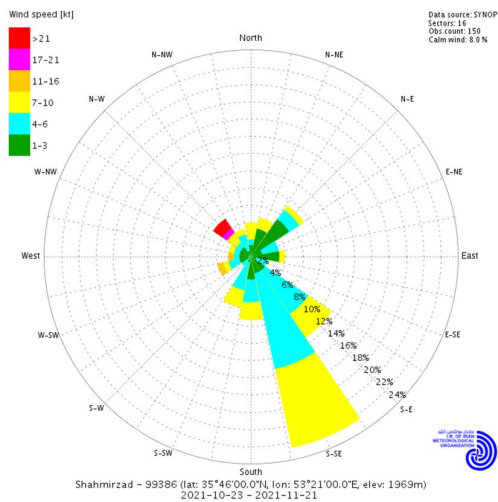 Wind speed [kt]
>21
17-21
11-16
7-10
4-6
1-3
Data source: SYNOP
Sectors: 16
Obs.count: 150
Calm wind: 8.0 %
North
N-NW
N-NE
N-W
N-E
W-NW
E-NE
West
East
W-SW
E-SE
S-W
S-E
S-SW
S-SE
South
2%
4%
6%
8%
10%
12%
14%
16%
18%
20%
22%
24%
I.R. OF IRAN
METEOROLOGICAL
ORGANIZATION
Shahmirzad - 99386 (lat: 35°46'00.0"N, lon: 53°21'00.0"E, elev: 1969m)
2021-10-23 - 2021-11-21